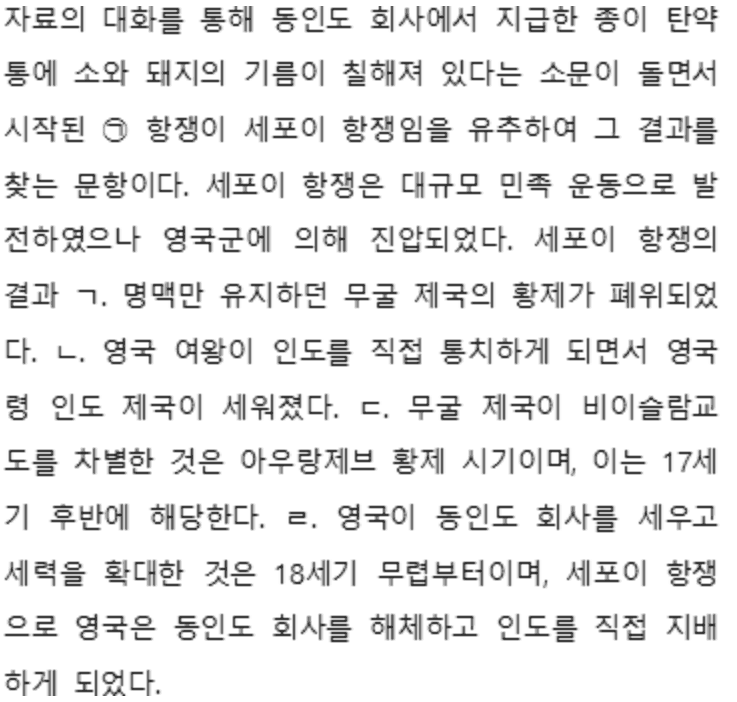 자료의 대화를 통해 동인도 회사에서 지급한 종이 탄약
통에 소와 돼지의 기름이 칠해져 있다는 소문이 돌면서
시작된 ㉠ 항쟁이 세포이 항쟁임을 유추하여 그 결과를
찾는 문항이다. 세포이 항쟁은 대규모 민족 운동으로 발
전하였으나 영국군에 의해 진압되었다. 세포이 항쟁의
결과 ㄱ. 명맥만 유지하던 무굴 제국의 황제가 폐위되었
다. ㄴ. 영국 여왕이 인도를 직접 통치하게 되면서 영국
령 인도 제국이 세워졌다. ㄷ. 무굴 제국이 비이슬람교
도를 차별한 것은 아우랑제브 황제 시기이며, 이는 17세
기 후반에 해당한다. ㄹ. 영국이 동인도 회사를 세우고
세력을 확대한 것은 18세기 무렵부터이며, 세포이 항쟁
으로 영국은 동인도 회사를 해체하고 인도를 직접 지배
하게 되었다.